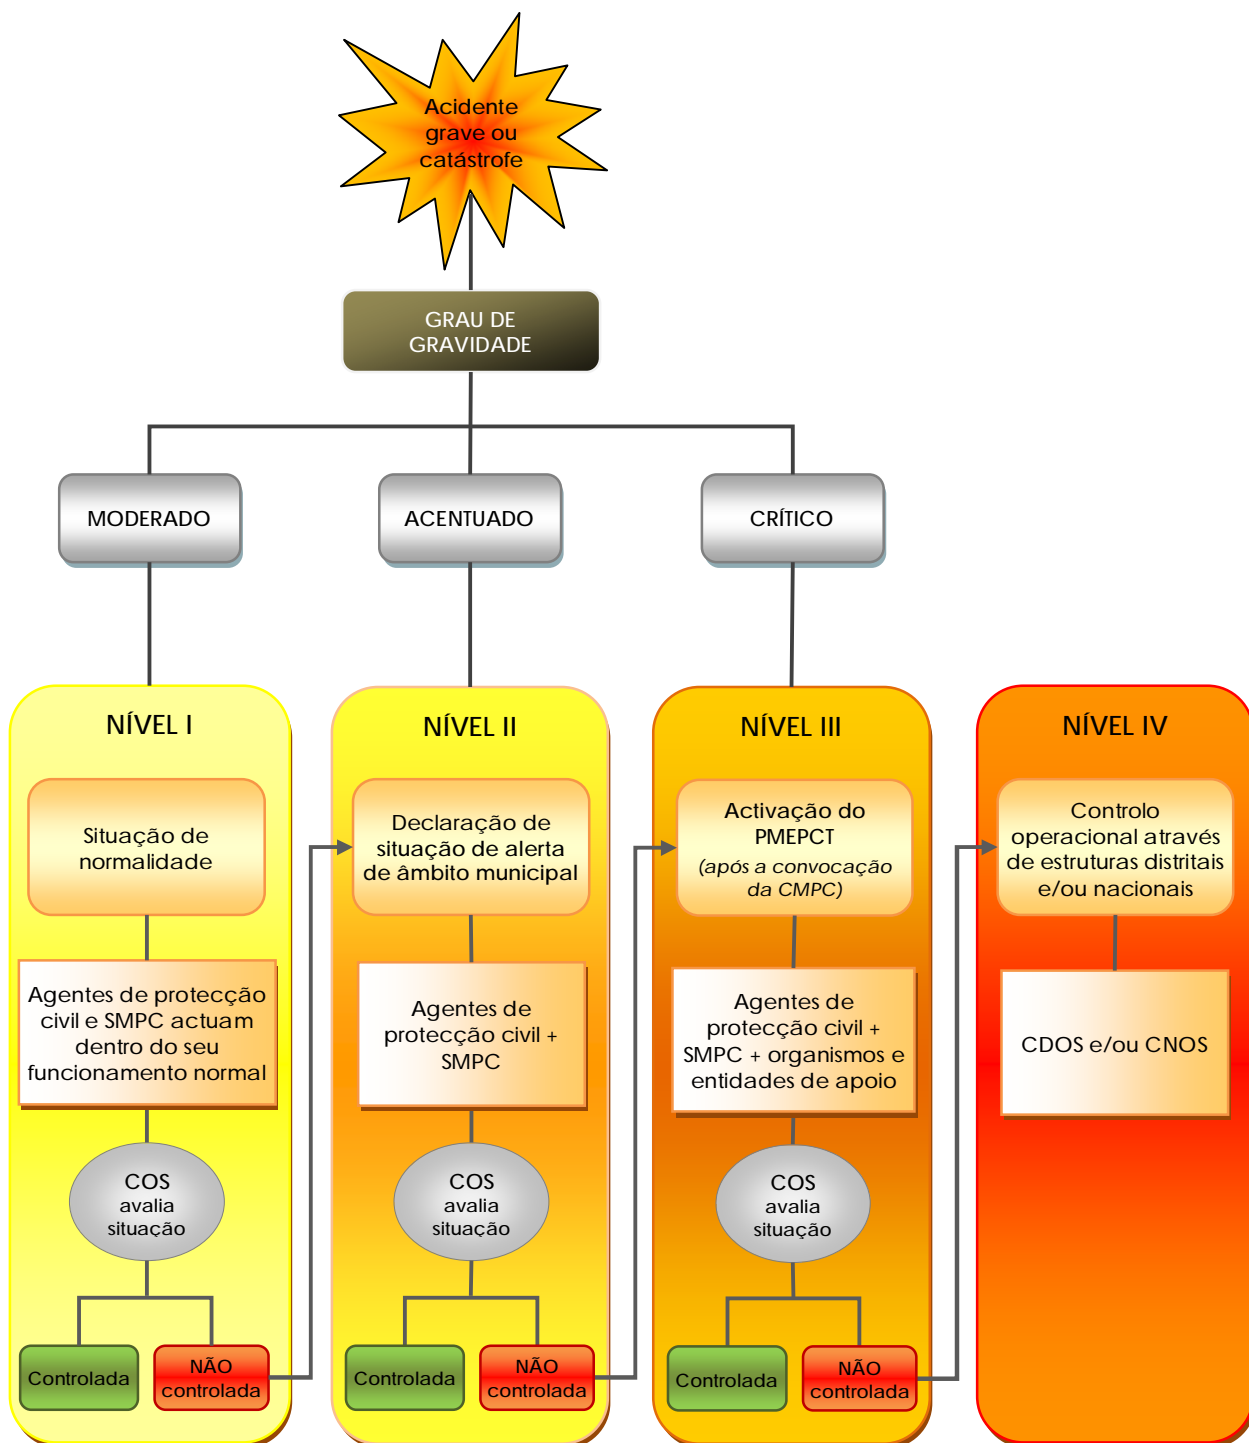 Acidente
grave ou
catástrofe
GRAU DE
GRAVIDADE
MODERADO
ACENTUADO
CRÍTICO
NÍVEL I
Situação de
normalidade
Agentes de protecção
civil e SMPC actuam
dentro do seu
funcionamento normal
COS
avalia
situação
Controlada
NÃO
controlada
NÍVEL II
Declaração de
situação de alerta
de âmbito municipal
Agentes de
protecção civil +
SMPC
COS
avalia
situação
Controlada
NÃO
controlada
NÍVEL III
Activação do
PMEPCT
(após a convocação
da CMPC)
Agentes de
protecção civil +
SMPC + organismos e
entidades de apoio
COS
avalia
situação
Controlada
NÃO
controlada
NÍVEL IV
Controlo
operacional através
de estruturas distritais
e/ou nacionais
CDOS e/ou CNOS